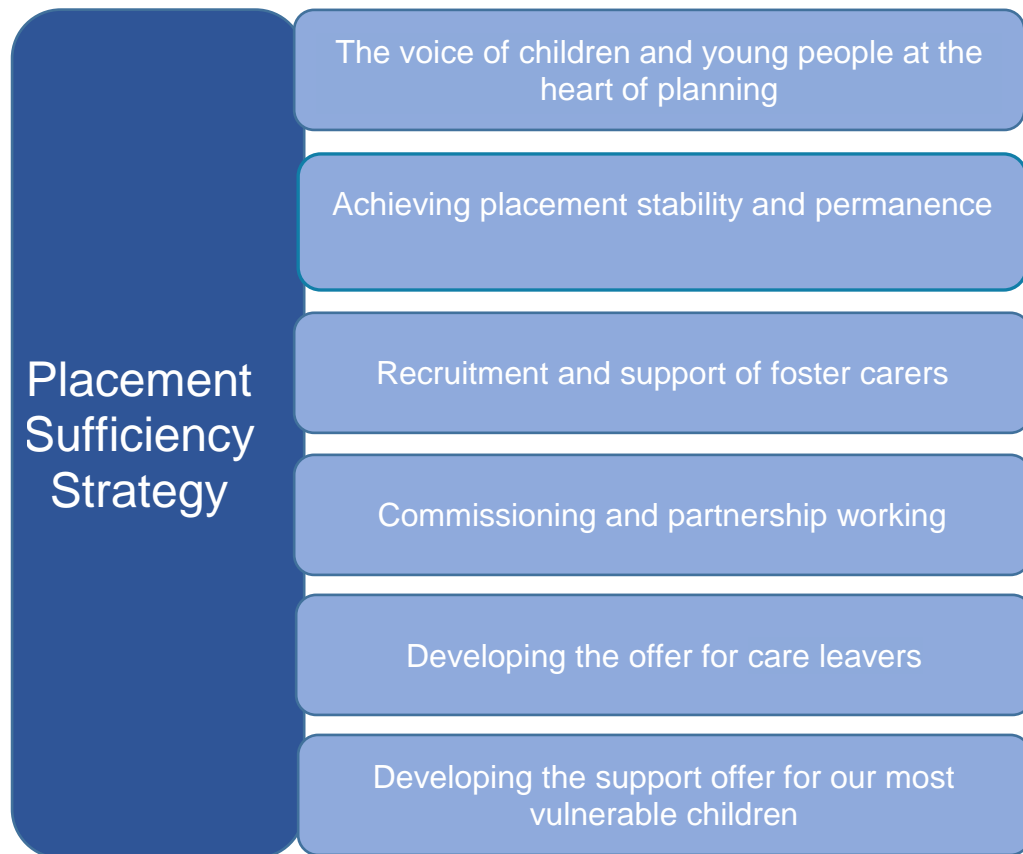 Placement
Sufficiency
Strategy
The voice of children and young people at the
heart of planning
Achieving placement stability and permanence
Recruitment and support of foster carers
Commissioning and partnership working
Developing the offer for care leavers
Developing the support offer for our most
vulnerable children